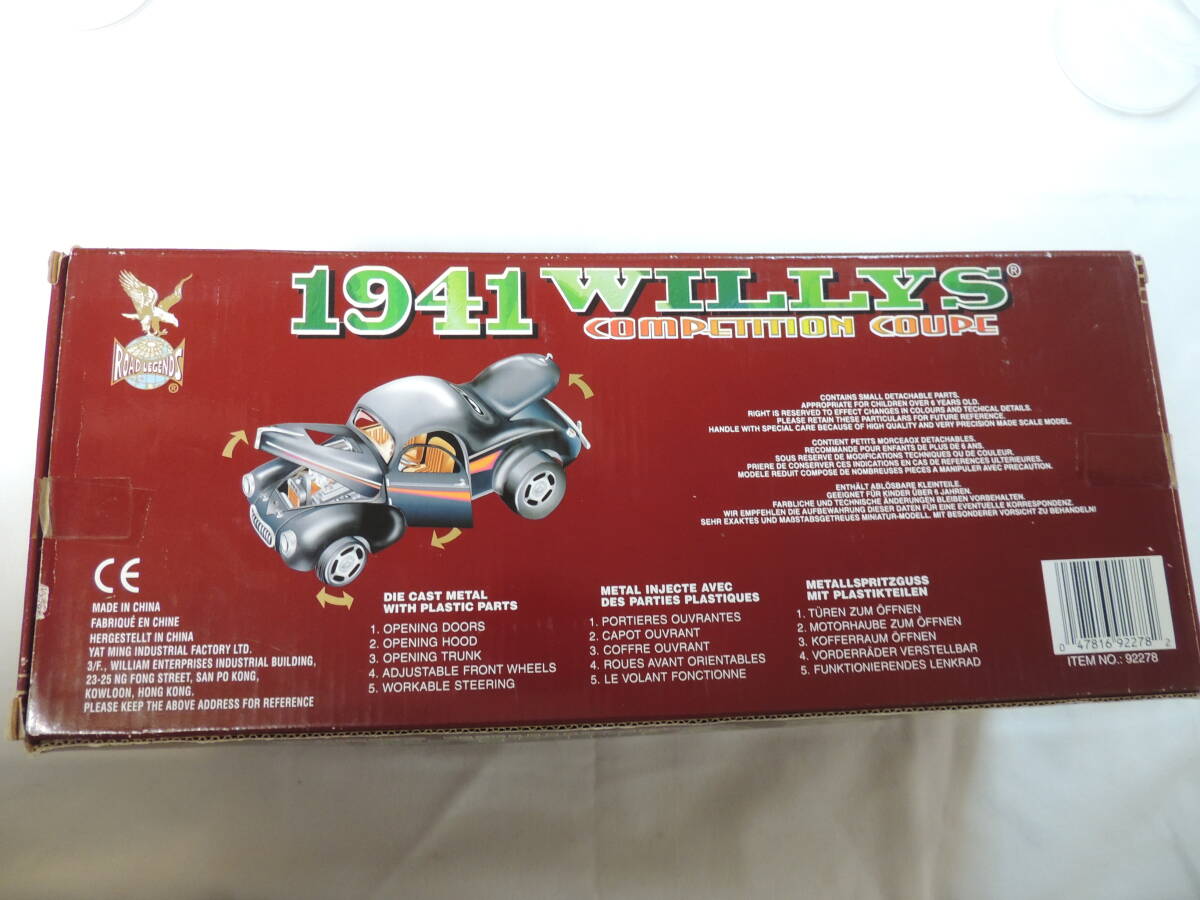 1941 WILLYS®
COMPETITION COUPE
ROAD LEGENDS
®
CONTAINS SMALL DETACHABLE PARTS.
APPROPRIATE FOR CHILDREN OVER 6 YEARS OLD.
RIGHT IS RESERVED TO EFFECT CHANGES IN COLOURS AND TECHICAL DETAILS.
PLEASE RETAIN THESE PARTICULARS FOR FUTURE REFERENCE.
HANDLE WITH SPECIAL CARE BECAUSE OF HIGH QUALITY AND VERY PRECISION MADE SCALE MODEL.
CONTIENT PETITS MORCEAOX DETACHABLES.
RECOMMANDE POUR ENFANTS DE PLUS DE 6 ANS.
SOUS RESERVE DE MODIFICATIONS TECHNIQUES OU DE COULEUR.
PRIERE DE CONSERVER CES INDICATIONS EN CAS DE REFERENCES ULTERIEURES.
MODELE REDUIT COMPOSE DE NOMBREUSES PIECES A MANIPULER AVEC PRECAUTION.
ENTHÄLT ABLÖSBARE KLEINTEILE.
GEEIGNET FÜR KINDER ÜBER 6 JAHREN.
FARBLICHE UND TECHNISCHE ÄNDERUNGEN BLEIBEN VORBEHALTEN.
WIR EMPFEHLEN DIE AUFBEWAHRUNG DIESER DATEN FÜR EINE EVENTUELLE KORRESPONDENZ.
SEHR EXAKTES UND MAßSTABSGETREUES MINIATUR-MODELL. MIT BESONDERER VORSICHT ZU BEHANDELN!
CE
MADE IN CHINA
FABRIQUÉ EN CHINE
HERGESTELLT IN CHINA
YAT MING INDUSTRIAL FACTORY LTD.
3/F., WILLIAM ENTERPRISES INDUSTRIAL BUILDING,
23-25 NG FONG STREET, SAN PO KONG,
KOWLOON, HONG KONG.
PLEASE KEEP THE ABOVE ADDRESS FOR REFERENCE
DIE CAST METAL
WITH PLASTIC PARTS
1. OPENING DOORS
2. OPENING HOOD
3. OPENING TRUNK
4. ADJUSTABLE FRONT WHEELS
5. WORKABLE STEERING
METAL INJECTE AVEC
DES PARTIES PLASTIQUES
1. PORTIERES OUVRANTES
2. CAPOT OUVRANT
3. COFFRE OUVRANT
4. ROUES AVANT ORIENTABLES
5. LE VOLANT FONCTIONNE
METALLSPRITZGUSS
MIT PLASTIKTEILEN
1. TÜREN ZUM ÖFFNEN
2. MOTORHAUBE ZUM ÖFFNEN
3. KOFFERRAUM ÖFFNEN
4. VORDERRÄDER VERSTELLBAR
5. FUNKTIONIERENDES LENKRAD
0 47816 92278 2
ITEM NO.: 92278